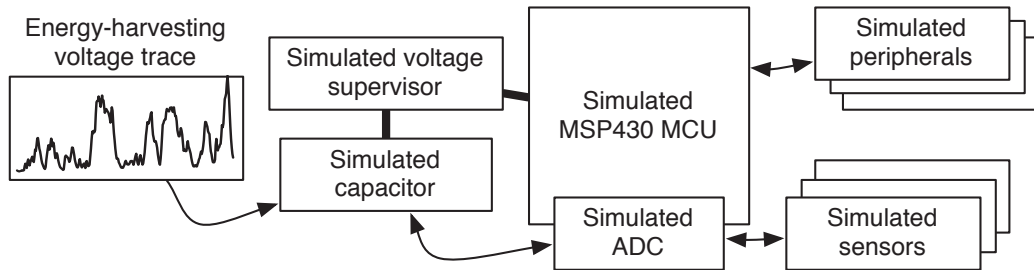 Energy-harvesting
voltage trace
Simulated voltage
supervisor
Simulated
capacitor
Simulated
MSP430 MCU
Simulated
ADC
Simulated
peripherals
Simulated
sensors